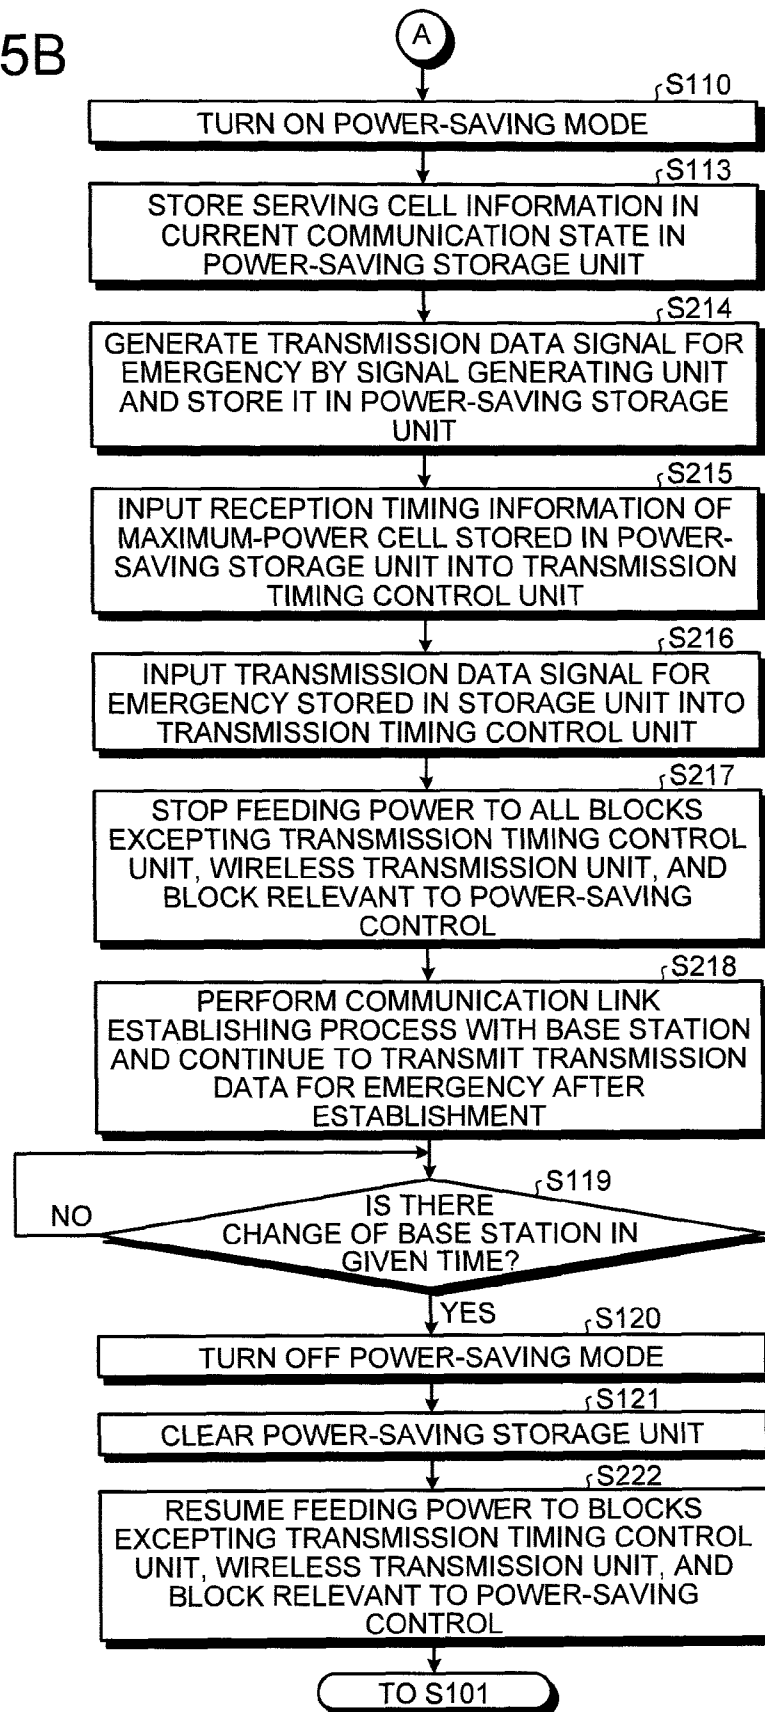 5B
A
S110
TURN ON POWER-SAVING MODE
S113
STORE SERVING CELL INFORMATION IN
CURRENT COMMUNICATION STATE IN
POWER-SAVING STORAGE UNIT
S214
GENERATE TRANSMISSION DATA SIGNAL FOR
EMERGENCY BY SIGNAL GENERATING UNIT
AND STORE IT IN POWER-SAVING STORAGE
UNIT
S215
INPUT RECEPTION TIMING INFORMATION OF
MAXIMUM-POWER CELL STORED IN POWER-
SAVING STORAGE UNIT INTO TRANSMISSION
TIMING CONTROL UNIT
S216
INPUT TRANSMISSION DATA SIGNAL FOR
EMERGENCY STORED IN STORAGE UNIT INTO
TRANSMISSION TIMING CONTROL UNIT
S217
STOP FEEDING POWER TO ALL BLOCKS
EXCEPTING TRANSMISSION TIMING CONTROL
UNIT, WIRELESS TRANSMISSION UNIT, AND
BLOCK RELEVANT TO POWER-SAVING
CONTROL
S218
PERFORM COMMUNICATION LINK
ESTABLISHING PROCESS WITH BASE STATION
AND CONTINUE TO TRANSMIT TRANSMISSION
DATA FOR EMERGENCY AFTER
ESTABLISHMENT
S119
IS THERE
CHANGE OF BASE STATION IN
GIVEN TIME?
NO
YES
S120
TURN OFF POWER-SAVING MODE
S121
CLEAR POWER-SAVING STORAGE UNIT
S222
RESUME FEEDING POWER TO BLOCKS
EXCEPTING TRANSMISSION TIMING CONTROL
UNIT, WIRELESS TRANSMISSION UNIT, AND
BLOCK RELEVANT TO POWER-SAVING
CONTROL
TO S101